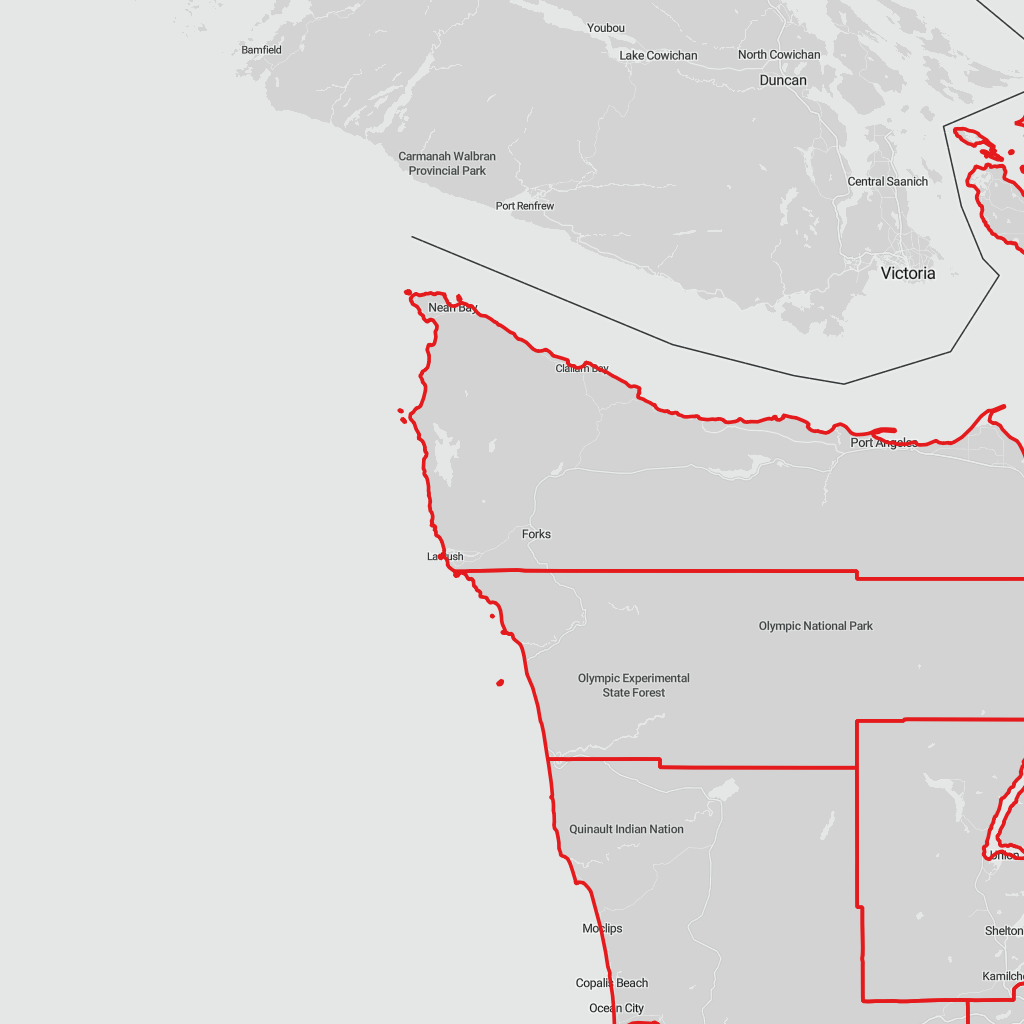 Youbou
Bamfield
Lake Cowichan
North Cowichan
Duncan
Carmanah Walbran
Provincial Park
Central Saanich
Port Renfrew
Victoria
Neah Bay
Clallam Bay
Port Angeles
Forks
La Push
Olympic National Park
Olympic Experimental
State Forest
Quinault Indian Nation
Union
Moclips
Shelton
Kamilche
Copalis Beach
Ocean City